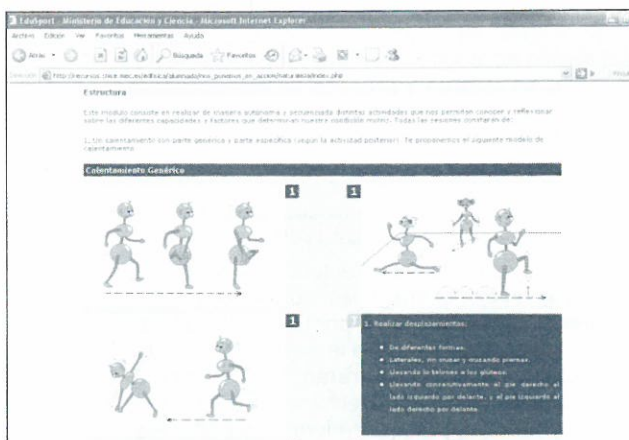 EduSport - Ministerio de Educación y Ciencia - Microsoft Internet Explorer
Archivo Edición Ver Favoritos Herramientas Ayuda
Atrás Búsqueda Favoritos
Estructura
Este módulo consiste en realizar de manera autónoma y pronunciada distintas actividades que nos permitan conocer y reflexionar
sobre las diferentes capacidades y factores que determinan nuestra condición motriz. Todas las sesiones constarán de:
1. Un calentamiento con parte genérica y parte específica (según la actividad posterior). Te proponemos el siguiente modelo de
calentamiento.
Calentamiento Genérico
1
1
1
1
1. Realizar desplazamientos:
De diferentes formas.
Laterales, sin cruzar y cruzando piernas.
Llevando los talones a los glúteos.
Llevando consecutivamente el pie derecho al
lado izquierdo por delante, y el pie izquierdo al
lado derecho por delante.